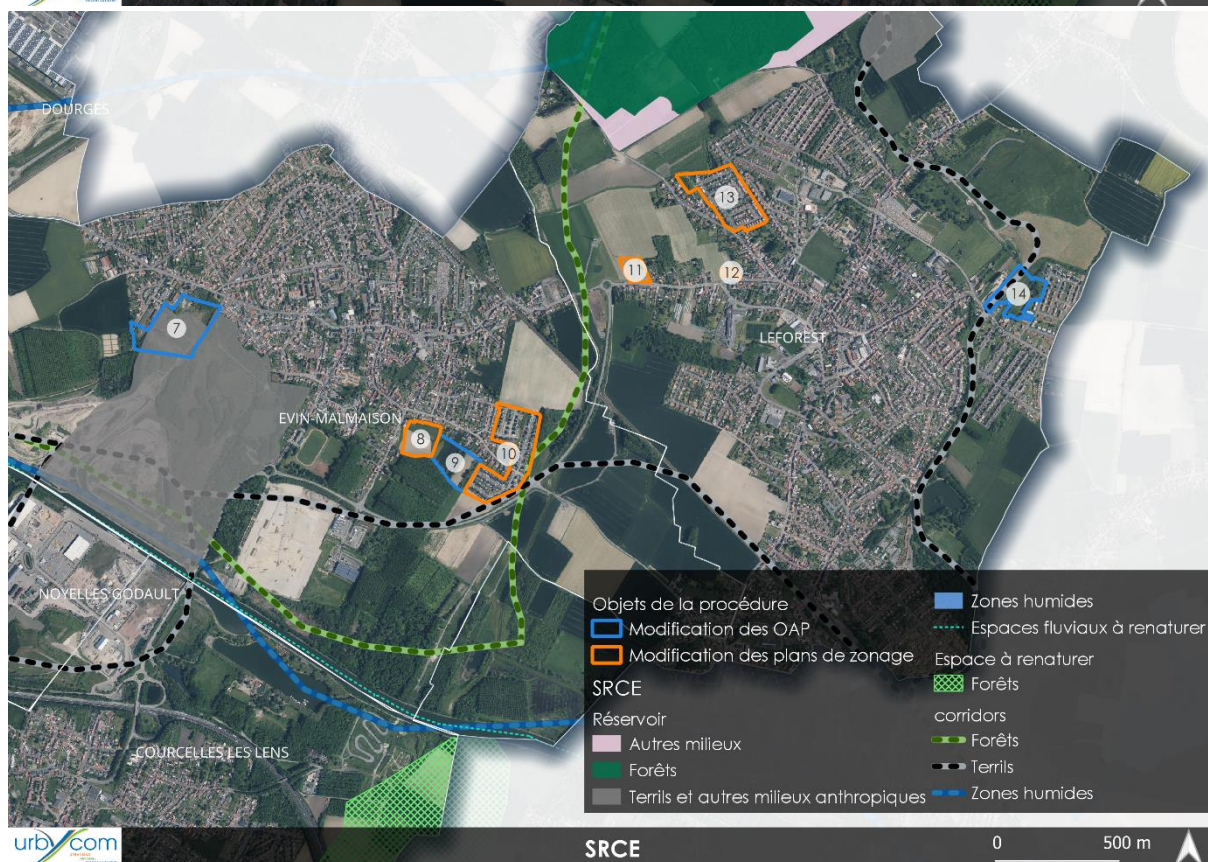 DOURGES
13
11
12
14
LEFOREST
7
EVIN-MALMAISON
8
9
10
NOYELLES GODAULT
COURCELLES LES LENS
Objets de la procédure
Modification des OAP
Modification des plans de zonage
SRCE
Réservoir
Autres milieux
Forêts
Terrils et autres milieux anthropiques
Zones humides
Espaces fluviaux à renaturer
Espace à renaturer
Forêts
corridors
Forêts
Terrils
Zones humides
urbycom
SRCE
0 500 m